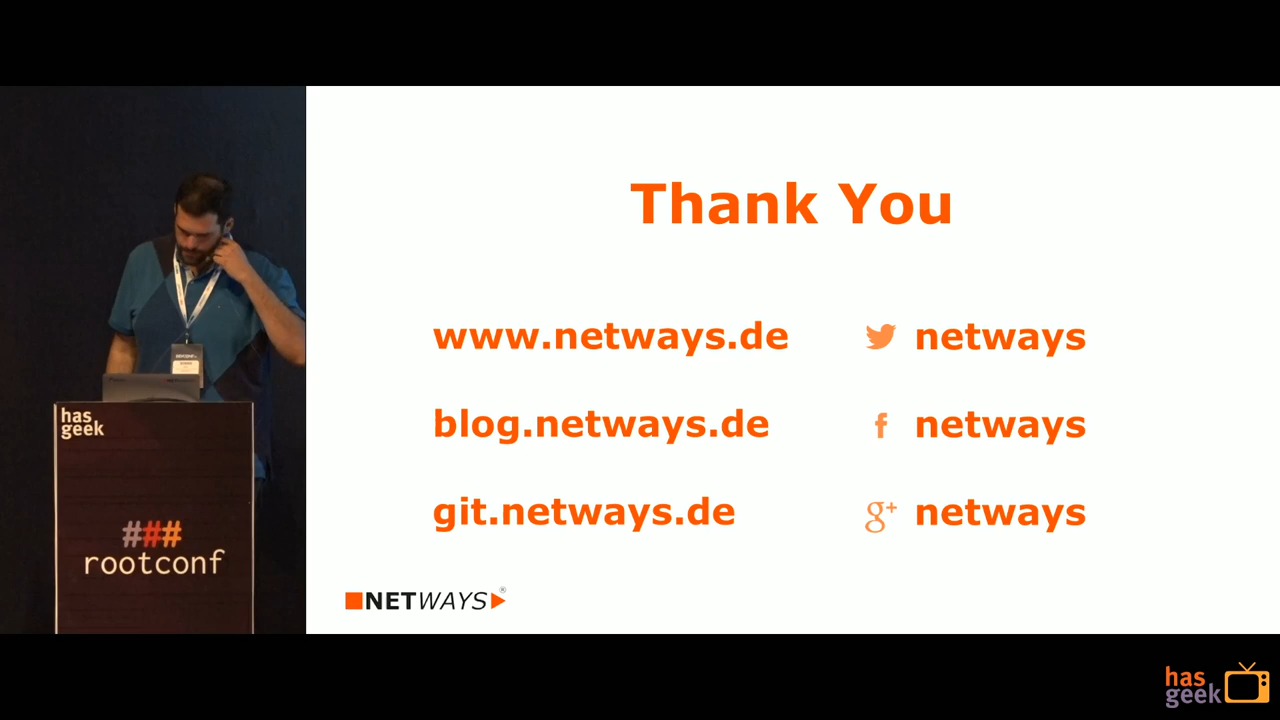 Thank You
www.netways.de
netways
blog.netways.de
netways
git.netways.de
g+ netways
NETWAYS®
has
geek
###
rootconf
has
geek